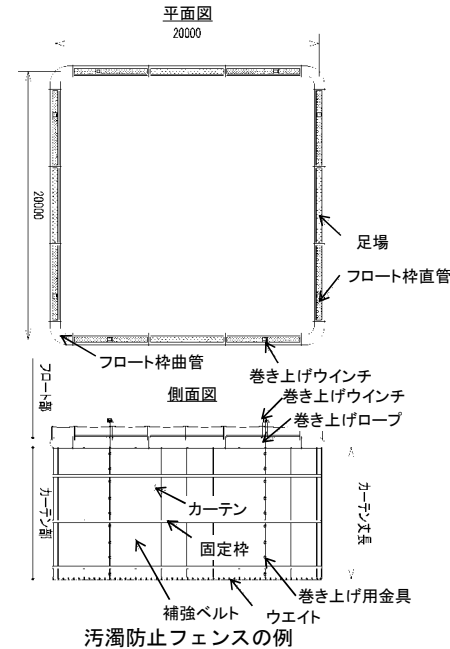 平面図
20000
20000
足場
フロート枠直管
フロート枠曲管
巻き上げウインチ
側面図
巻き上げウインチ
巻き上げロープ
フロート部
カーテン部
カーテン丈長
カーテン
固定枠
巻き上げ用金具
補強ベルト
ウエイト
汚濁防止フェンスの例